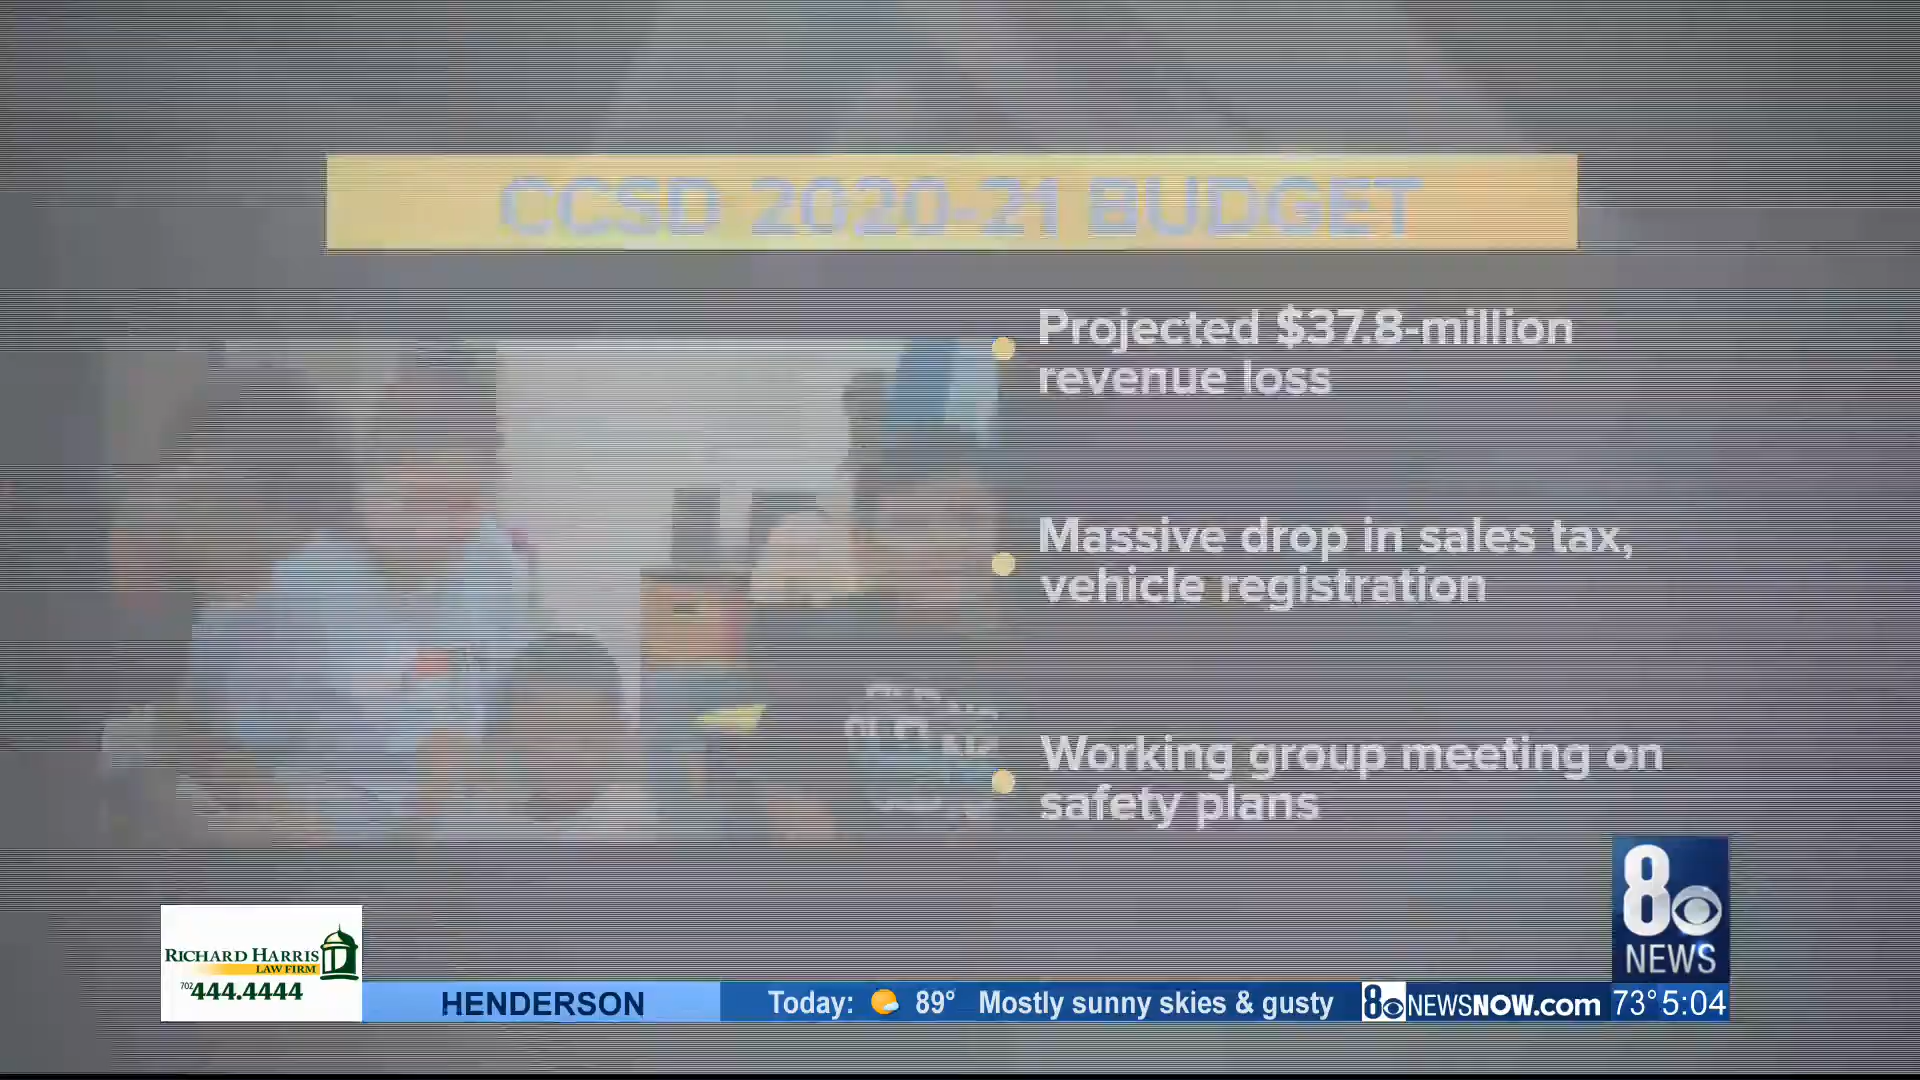 CCSD 2020-21 BUDGET
Projected $37.8-million
revenue loss
Massive drop in sales tax,
vehicle registration
Working group meeting on
safety plans
8
NEWS
RICHARD HARRIS
LAW FIRM
702 444.4444
HENDERSON
Today: 89° Mostly sunny skies & gusty
8 NEWSNOW.com
73° 5:04